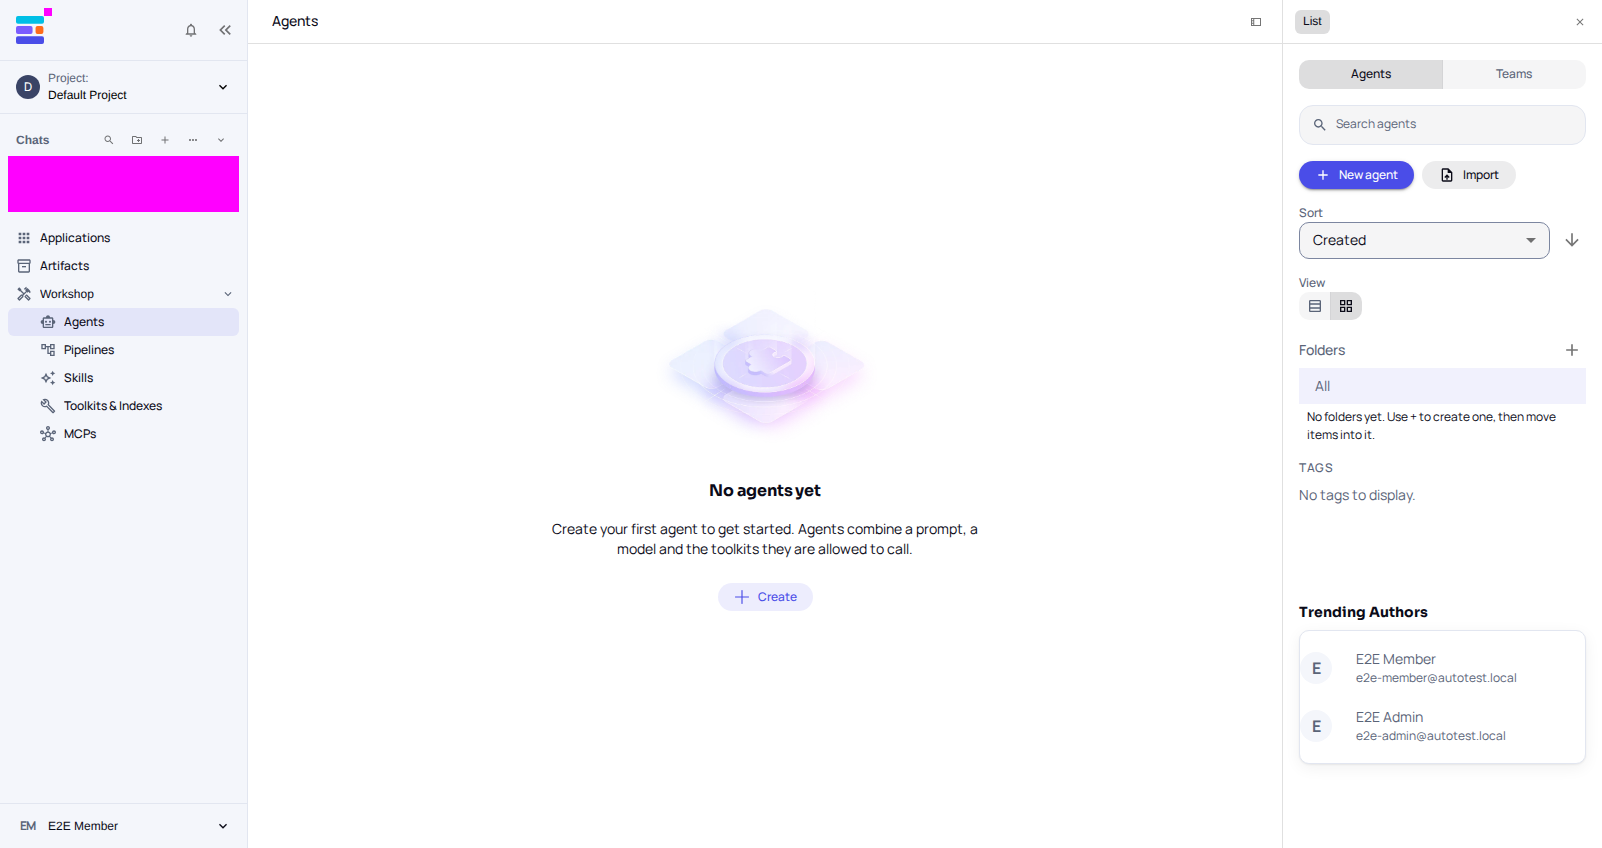 Project:
D
Default Project
Chats
Applications
Artifacts
Workshop
Agents
Pipelines
Skills
Toolkits & Indexes
MCPs
EM
E2E Member
Agents
No agents yet
Create your first agent to get started. Agents combine a prompt, a
model and the toolkits they are allowed to call.
Create
List
Agents
Teams
Search agents
New agent
Import
Sort
Created
View
Folders
All
No folders yet. Use + to create one, then move
items into it.
TAGS
No tags to display.
Trending Authors
E
E2E Member
e2e-member@autotest.local
E
E2E Admin
e2e-admin@autotest.local